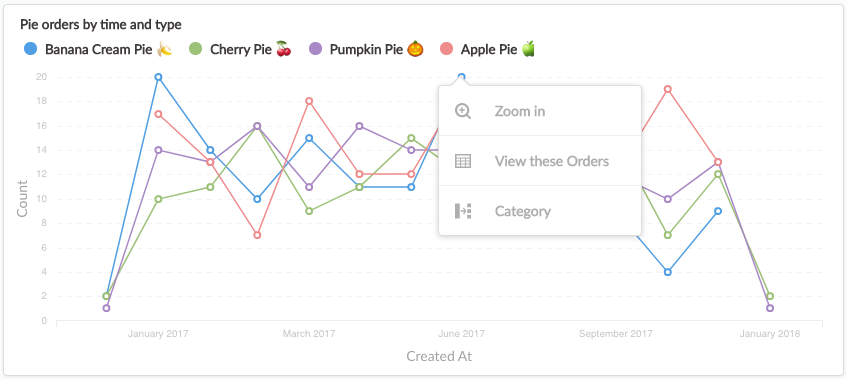 Pie orders by time and type
Banana Cream Pie 🍌 Cherry Pie 🍒 Pumpkin Pie 🎃 Apple Pie 🍏
20
18
16
14
12
10
8
6
4
2
0
Count
Zoom in
View these Orders
Category
January 2017 March 2017 June 2017 September 2017 January 2018
Created At